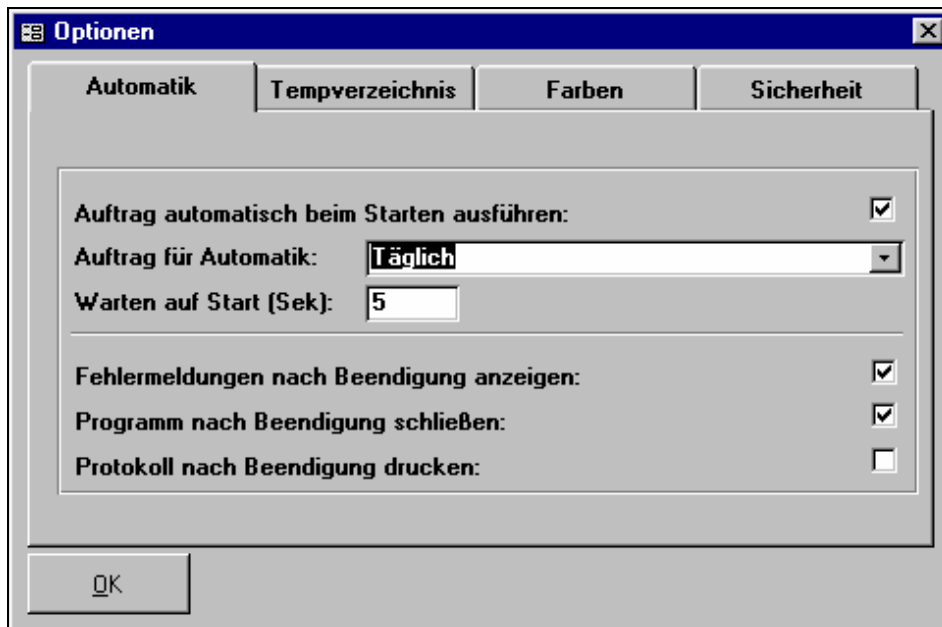 Optionen
Automatik Tempverzeichnis Farben Sicherheit
Auftrag automatisch beim Starten ausführen:
Auftrag für Automatik: Täglich
Warten auf Start (Sek): 5
Fehlermeldungen nach Beendigung anzeigen:
Programm nach Beendigung schließen:
Protokoll nach Beendigung drucken:
OK